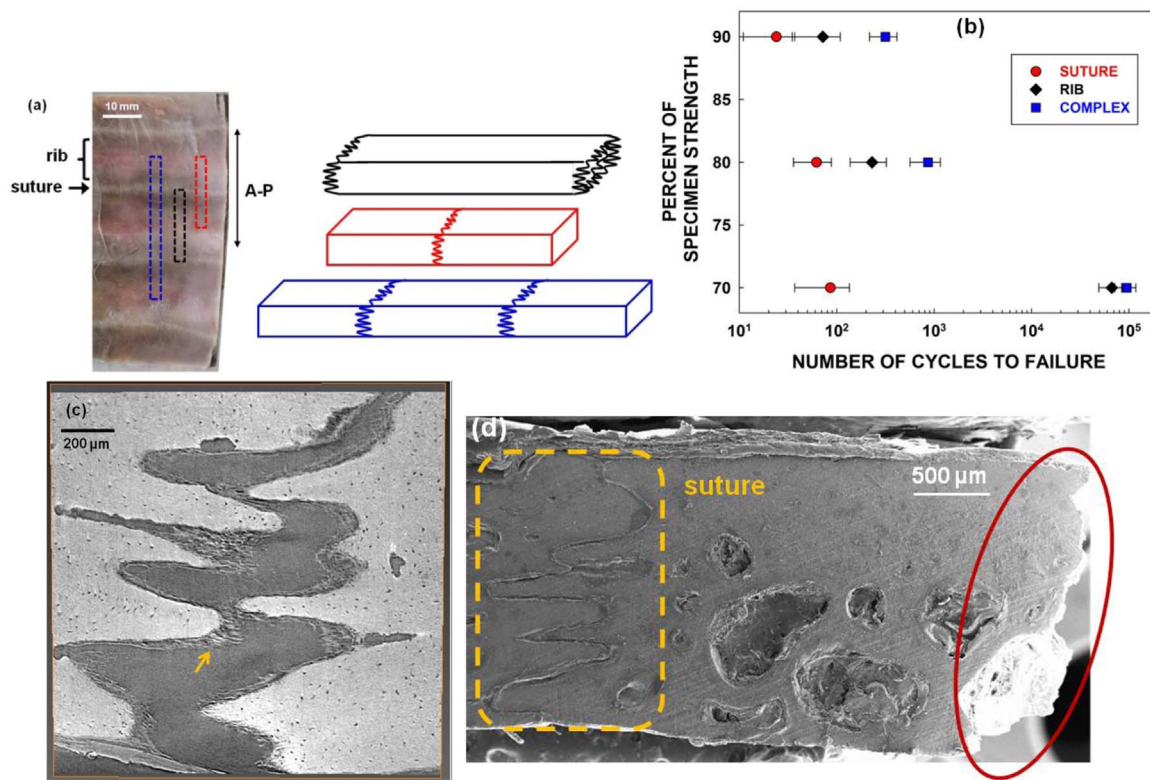 (a)
10 mm
rib
suture
A-P
(b)
PERCENT OF
SPECIMEN STRENGTH
90
85
80
75
70
SUTURE
RIB
COMPLEX
10¹ 10² 10³ 10⁴ 10⁵
NUMBER OF CYCLES TO FAILURE
(c)
200 µm
(d)
suture
500 µm